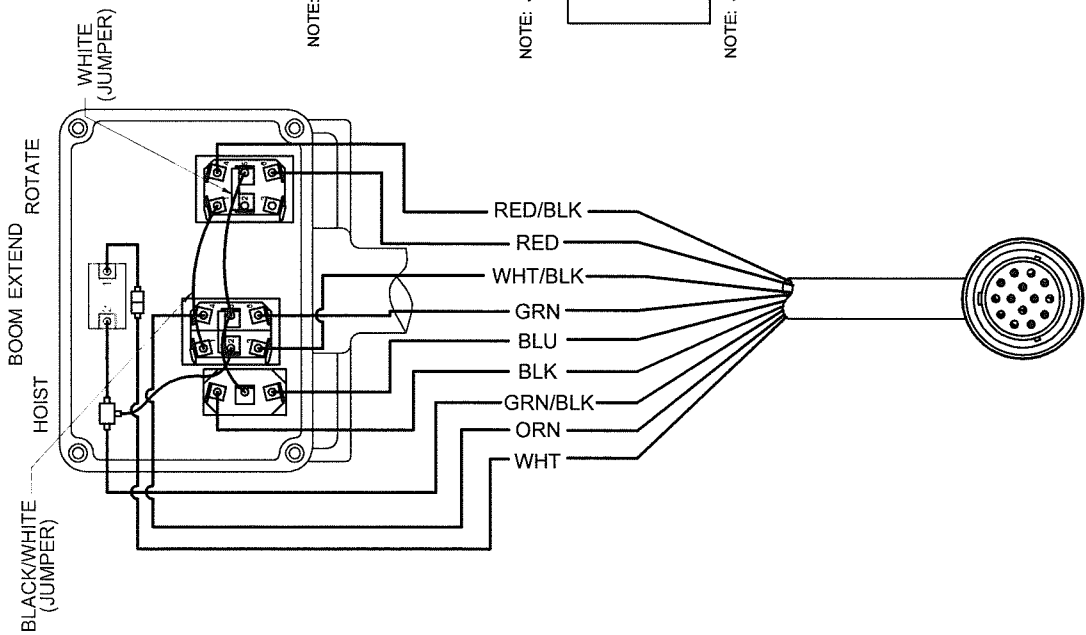 WHITE
(JUMPER)
NOTE:
NOTE:
NOTE:
ROTATE
BOOM EXTEND
HOIST
BLACK/WHITE
(JUMPER)
RED/BLK
RED
WHT/BLK
GRN
BLU
BLK
GRN/BLK
ORN
WHT